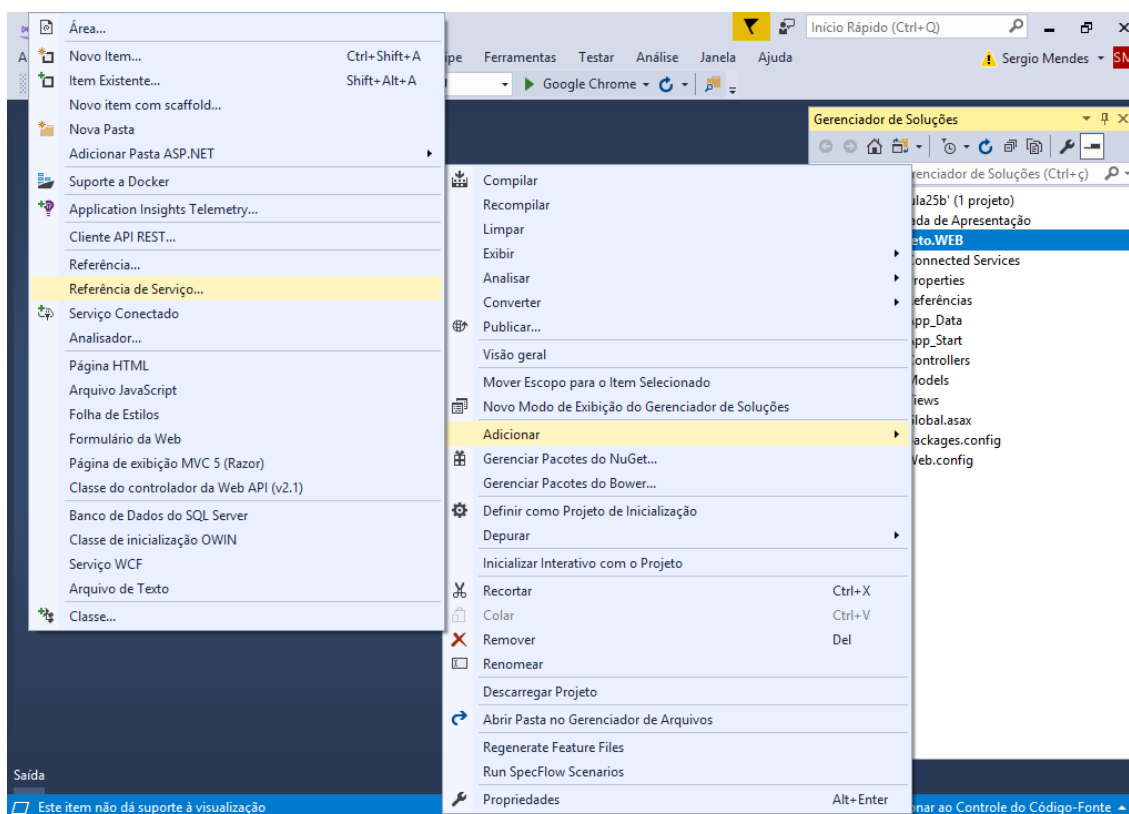 Início Rápido (Ctrl+Q)
Ferramentas Testar Análise Janela Ajuda
Sergio Mendes
Google Chrome
Área...
Novo Item... Ctrl+Shift+A
Item Existente... Shift+Alt+A
Novo item com scaffold...
Nova Pasta
Adicionar Pasta ASP.NET
Suporte a Docker
Application Insights Telemetry...
Cliente API REST...
Referência...
Referência de Serviço...
Serviço Conectado
Analisador...
Página HTML
Arquivo JavaScript
Folha de Estilos
Formulário da Web
Página de exibição MVC 5 (Razor)
Classe do controlador da Web API (v2.1)
Banco de Dados do SQL Server
Classe de inicialização OWIN
Serviço WCF
Arquivo de Texto
Classe...
Compilar
Recompilar
Limpar
Exibir
Analisar
Converter
Publicar...
Visão geral
Mover Escopo para o Item Selecionado
Novo Modo de Exibição do Gerenciador de Soluções
Adicionar
Gerenciar Pacotes do NuGet...
Gerenciar Pacotes do Bower...
Definir como Projeto de Inicialização
Depurar
Inicializar Interativo com o Projeto
Recortar Ctrl+X
Colar Ctrl+V
Remover Del
Renomear
Descarregar Projeto
Abrir Pasta no Gerenciador de Arquivos
Regenerate Feature Files
Run SpecFlow Scenarios
Propriedades Alt+Enter
Gerenciador de Soluções
renciador de Soluções (Ctrl+ç)
ula25b' (1 projeto)
ada de Apresentação
eto.WEB
Connected Services
roperties
eferências
pp_Data
pp_Start
ontrollers
Models
iews
lobal.asax
ackages.config
Web.config
Saída
Este item não dá suporte à visualização
onar ao Controle do Código-Fonte